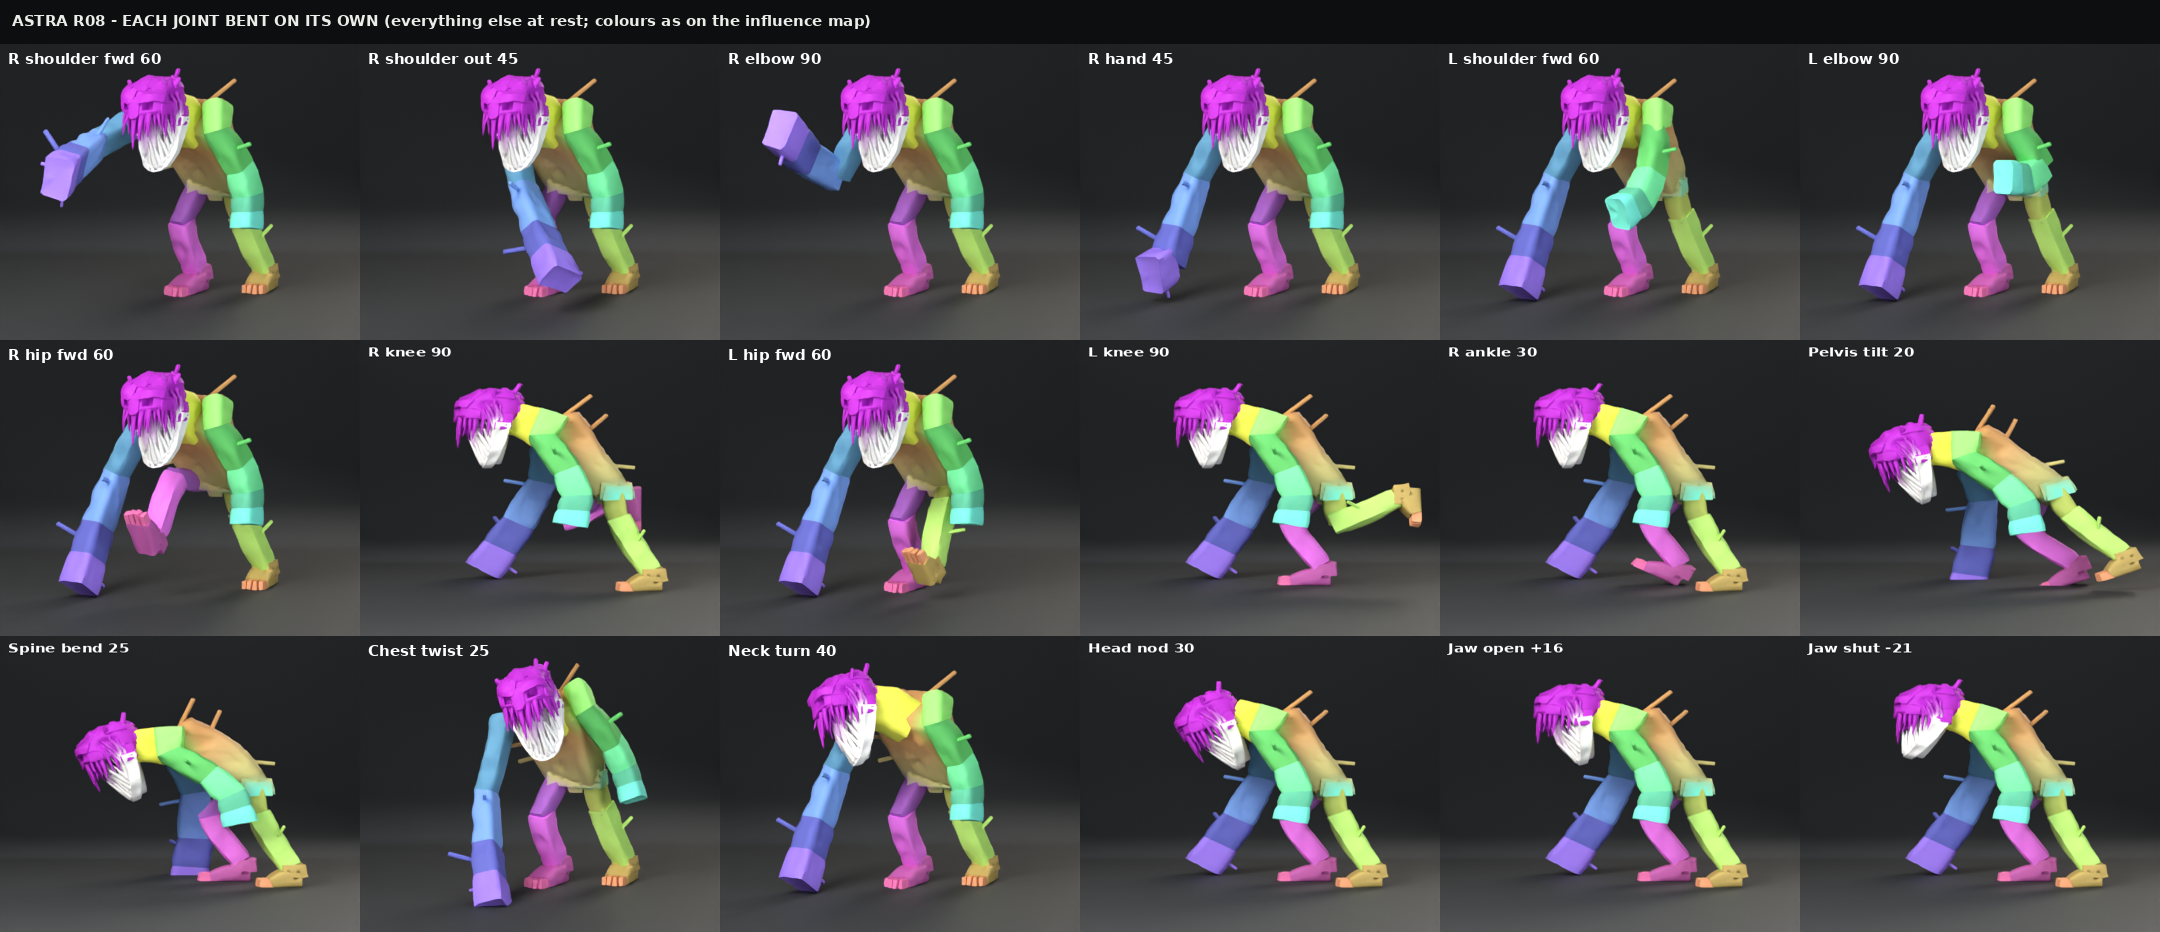 ASTRA R08 - EACH JOINT BENT ON ITS OWN (everything else at rest; colours as on the influence map)
R shoulder fwd 60
R shoulder out 45
R elbow 90
R hand 45
L shoulder fwd 60
L elbow 90
R hip fwd 60
R knee 90
L hip fwd 60
L knee 90
R ankle 30
Pelvis tilt 20
Spine bend 25
Chest twist 25
Neck turn 40
Head nod 30
Jaw open +16
Jaw shut -21